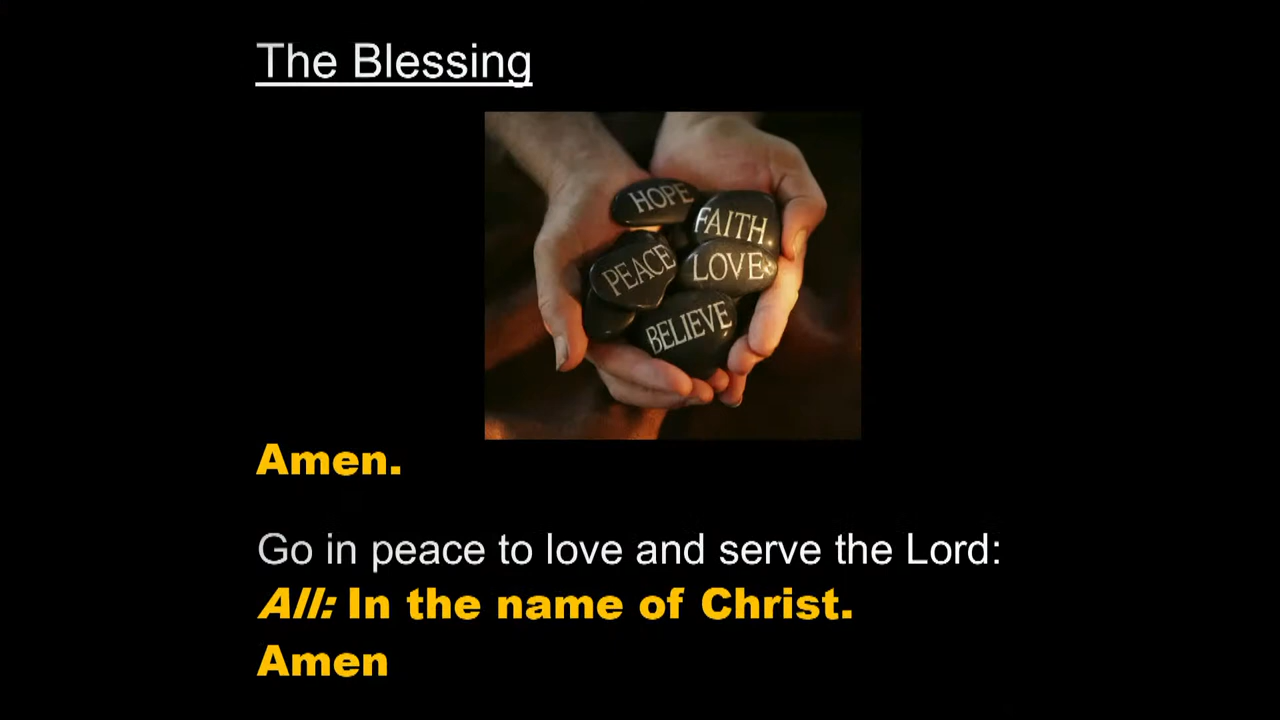 The Blessing
HOPE
FAITH
PEACE
LOVE
BELIEVE
Amen.
Go in peace to love and serve the Lord:
All: In the name of Christ.
Amen